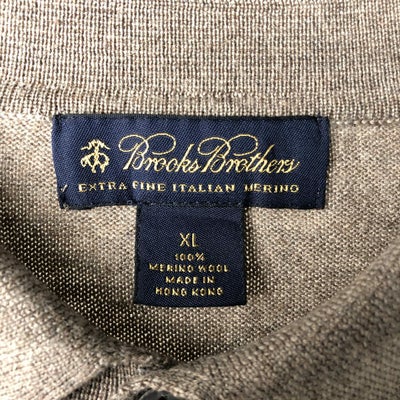 Brooks Brothers
EXTRA FINE ITALIAN MERINO
XL
100%
MERINO WOOL
MADE IN
HONG KONG